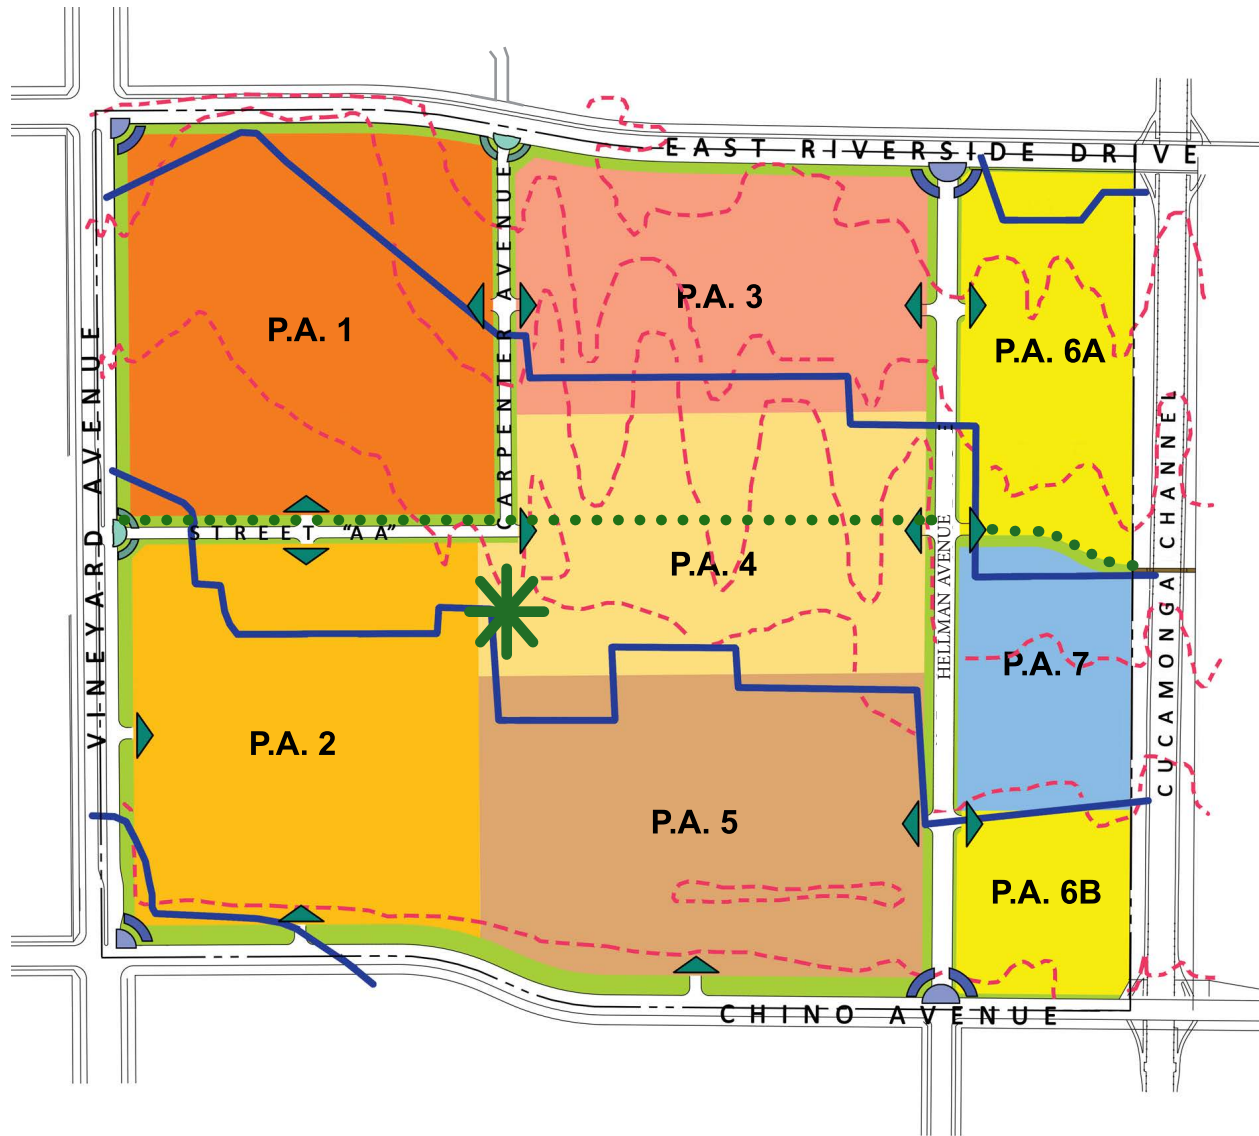 EAST RIVERSIDE DRIVE
CARPENTER AVENUE
P.A. 3
P.A. 1
P.A. 6A
VINEYARD AVENUE
STREET "AA"
P.A. 4
HELLMAN AVENUE
CUCAMONGA CHANNEL
P.A. 7
P.A. 2
P.A. 5
P.A. 6B
CHINO AVENUE